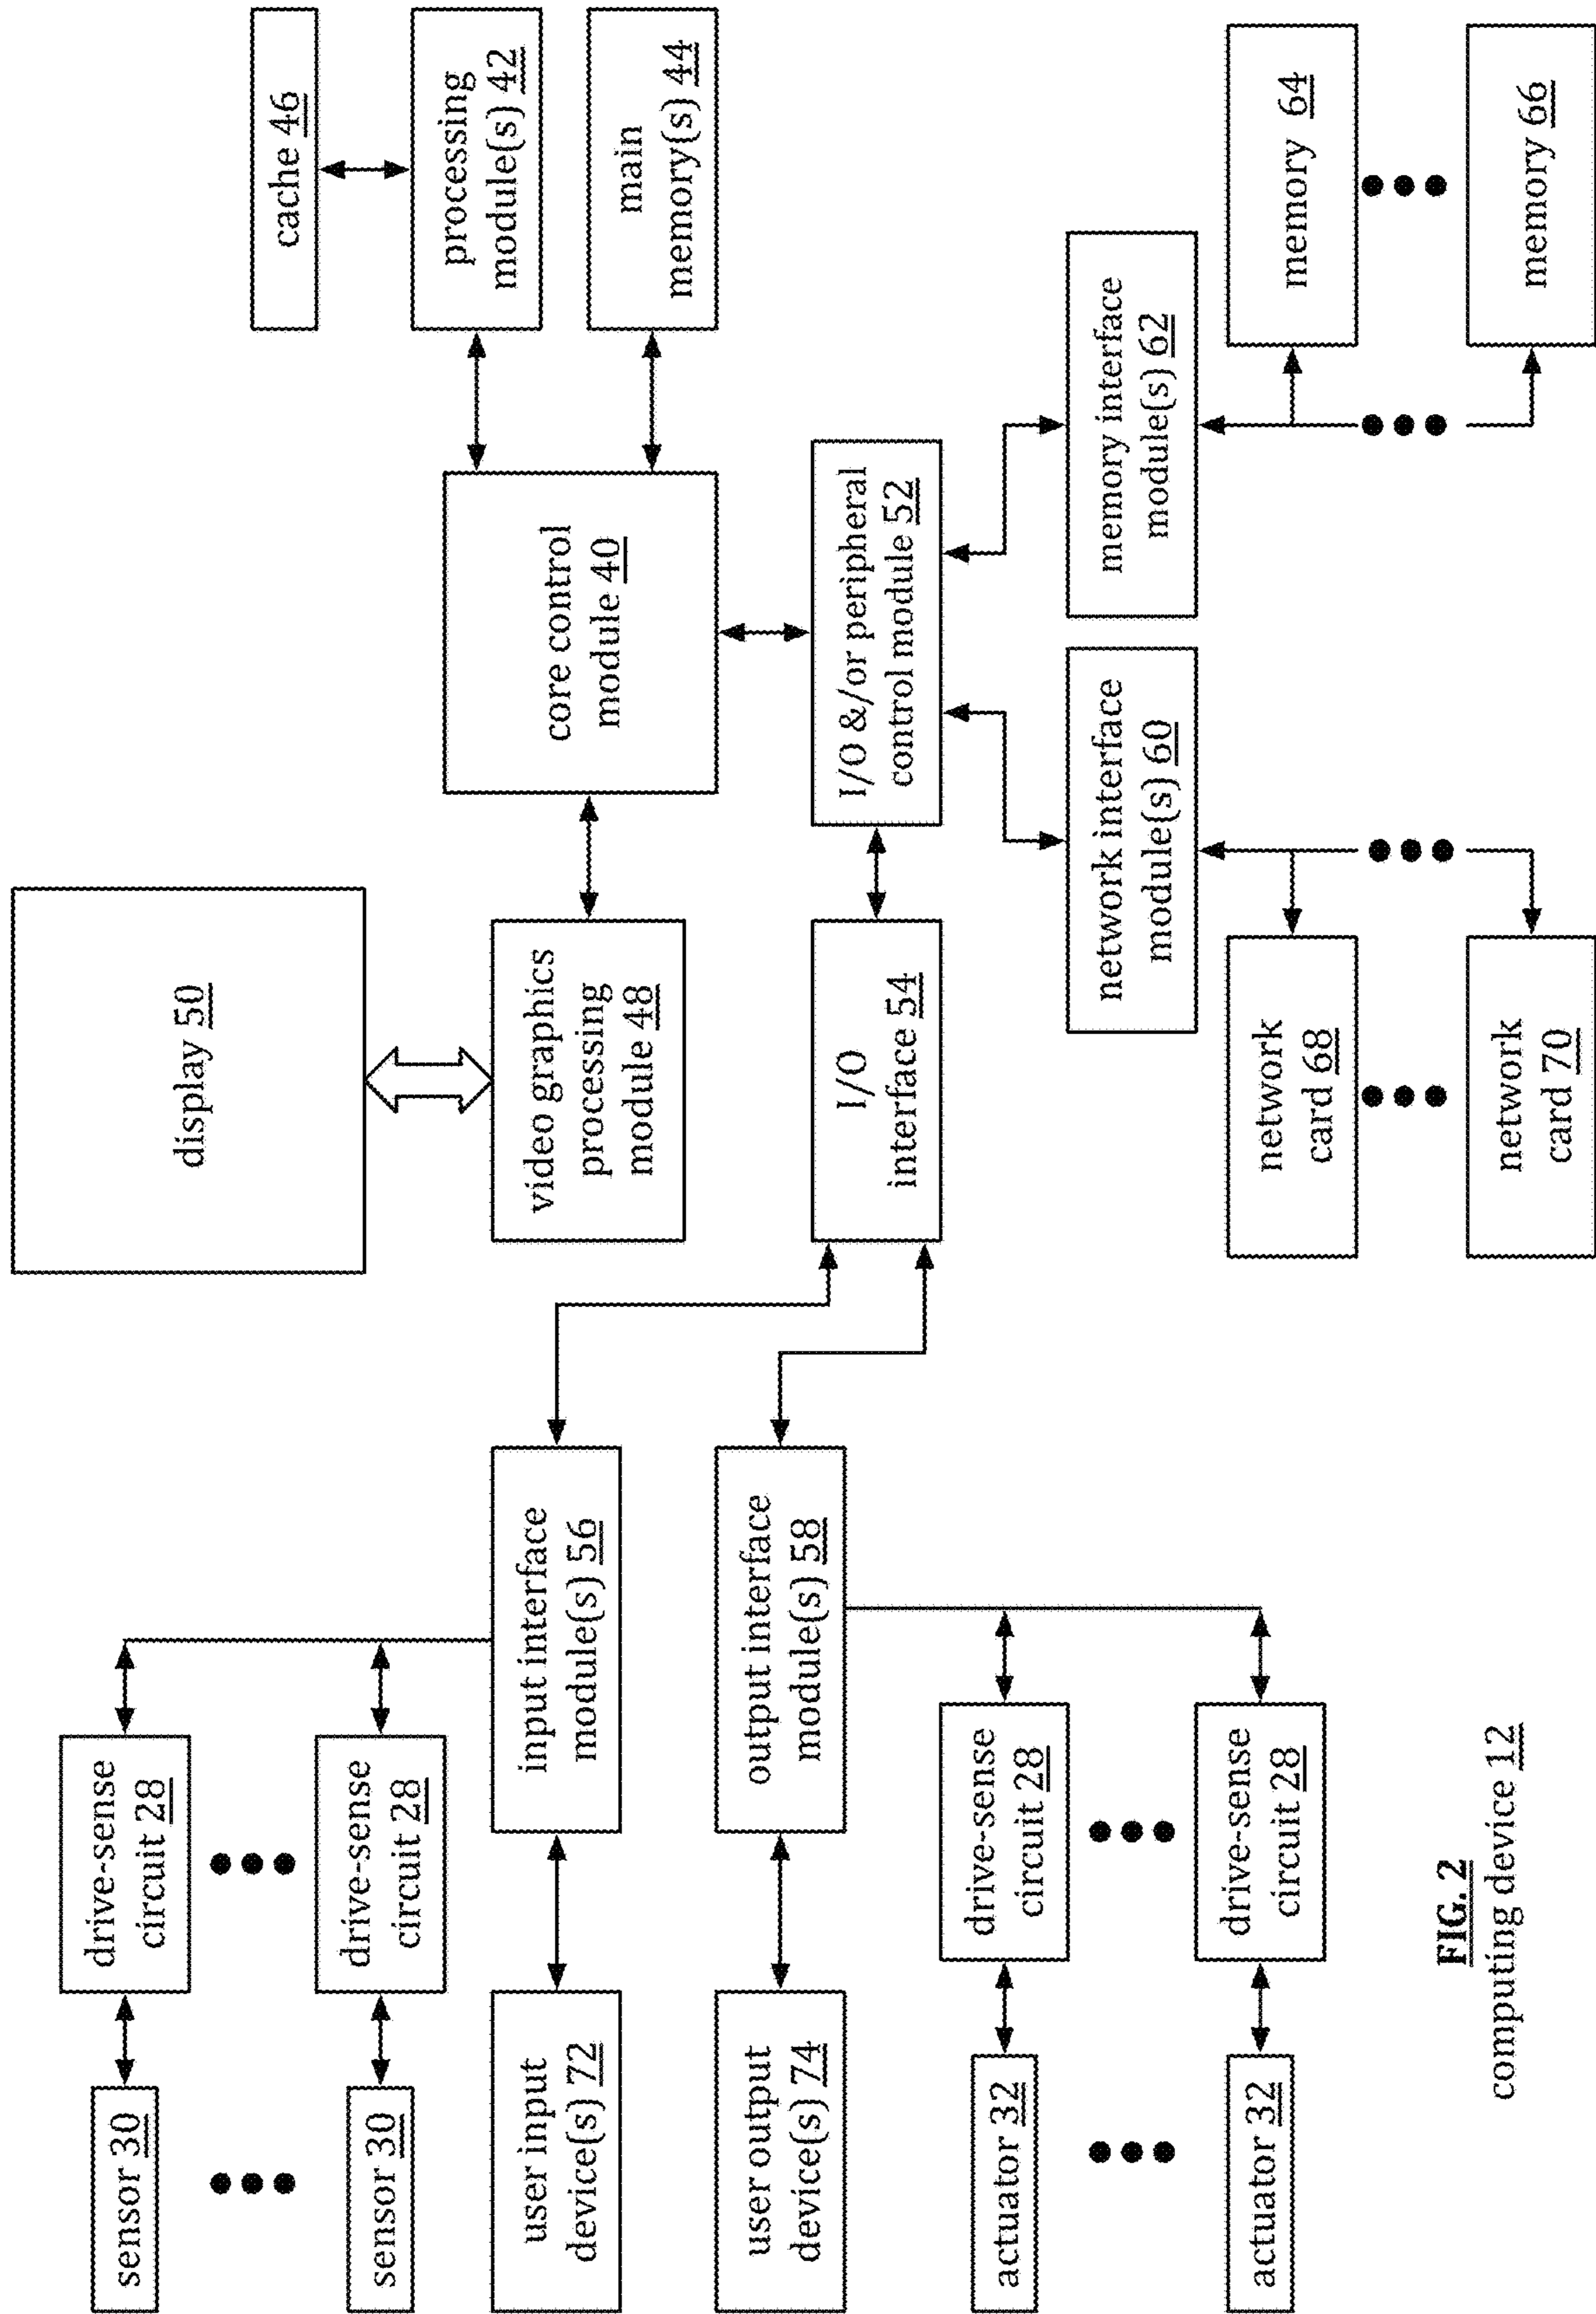 display 50
cache 46
processing
module(s) 42
main
memory(s) 44
core control
module 40
video graphics
processing
module 48
sensor 30
drive-sense
circuit 28
sensor 30
drive-sense
circuit 28
user input
device(s) 72
input interface
module(s) 56
user output
device(s) 74
output interface
module(s) 58
I/O
interface 54
I/O &/or peripheral
control module 52
actuator 32
drive-sense
circuit 28
actuator 32
drive-sense
circuit 28
network interface
module(s) 60
memory interface
module(s) 62
network
card 68
memory 64
network
card 70
memory 66
FIG. 2
computing device 12